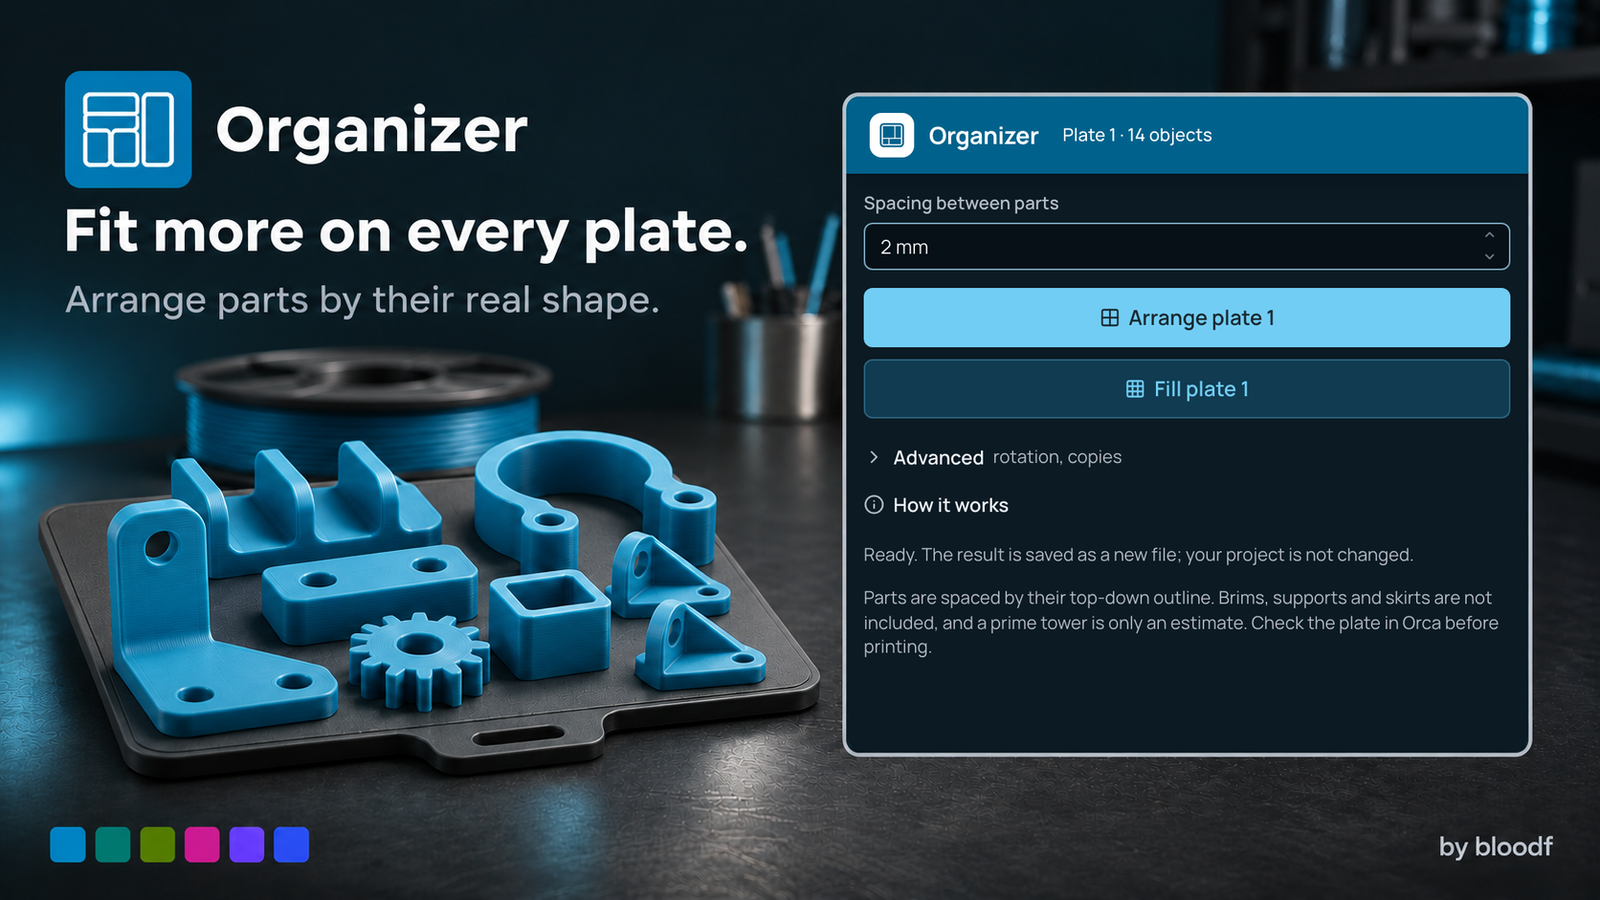 Organizer
Fit more on every plate.
Arrange parts by their real shape.
Organizer Plate 1 · 14 objects
Spacing between parts
2 mm
Arrange plate 1
Fill plate 1
Advanced rotation, copies
How it works
Ready. The result is saved as a new file; your project is not changed.
Parts are spaced by their top-down outline. Brims, supports and skirts are not
included, and a prime tower is only an estimate. Check the plate in Orca before
printing.
by bloodf